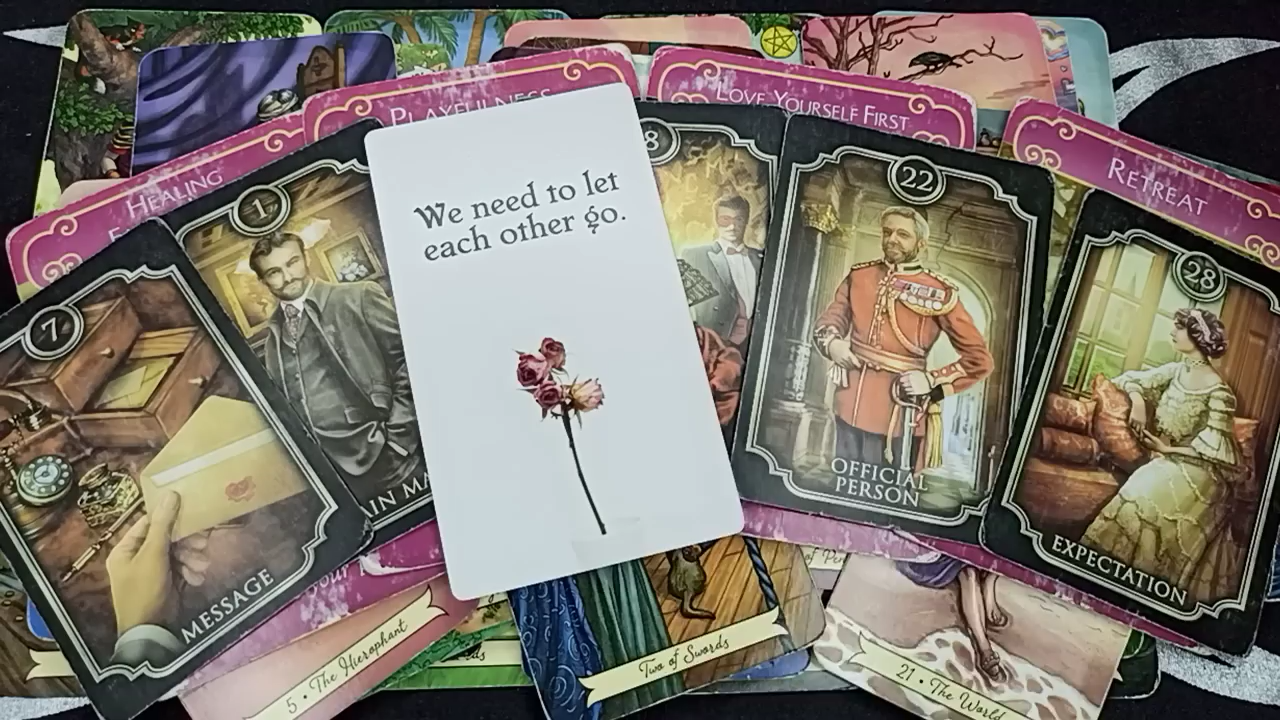 PLAYFULNESS
LOVE YOURSELF FIRST
HEALING
RETREAT
We need to let
each other go.
1
8
22
28
7
OFFICIAL
PERSON
EXPECTATION
MESSAGE
5 • The Hierophant
Two of Swords
21 • The World